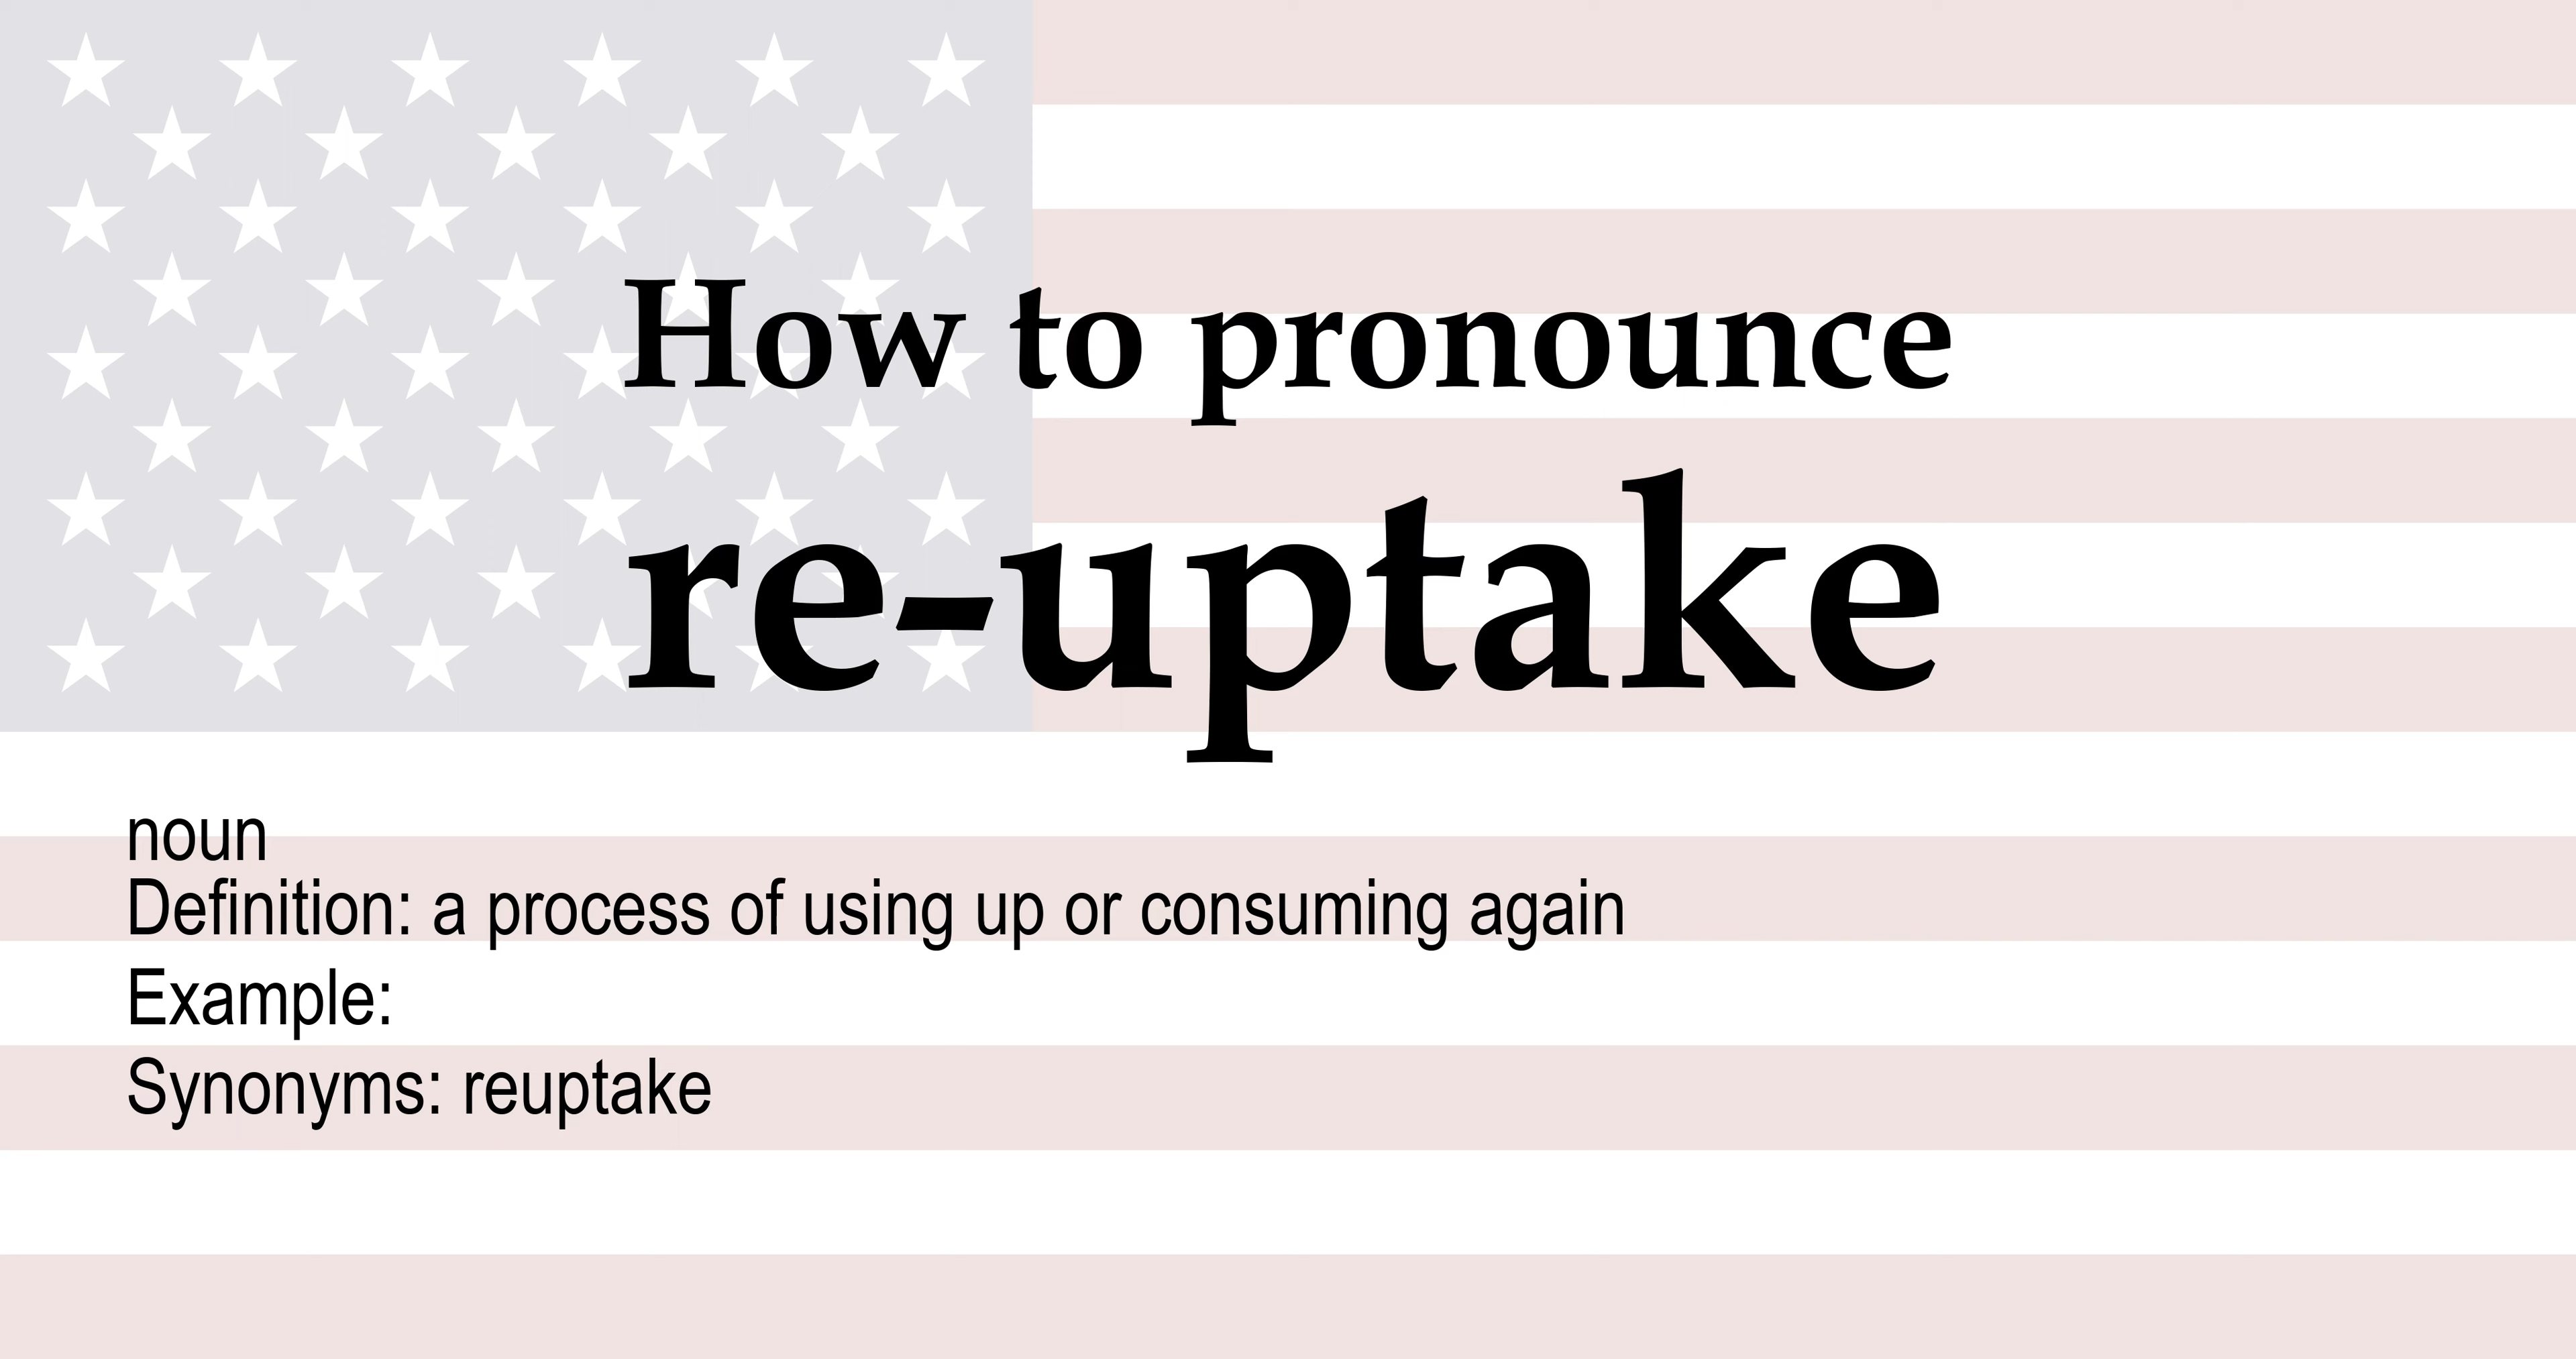 How to pronounce
re-uptake
noun
Definition: a process of using up or consuming again
Example:
Synonyms: reuptake